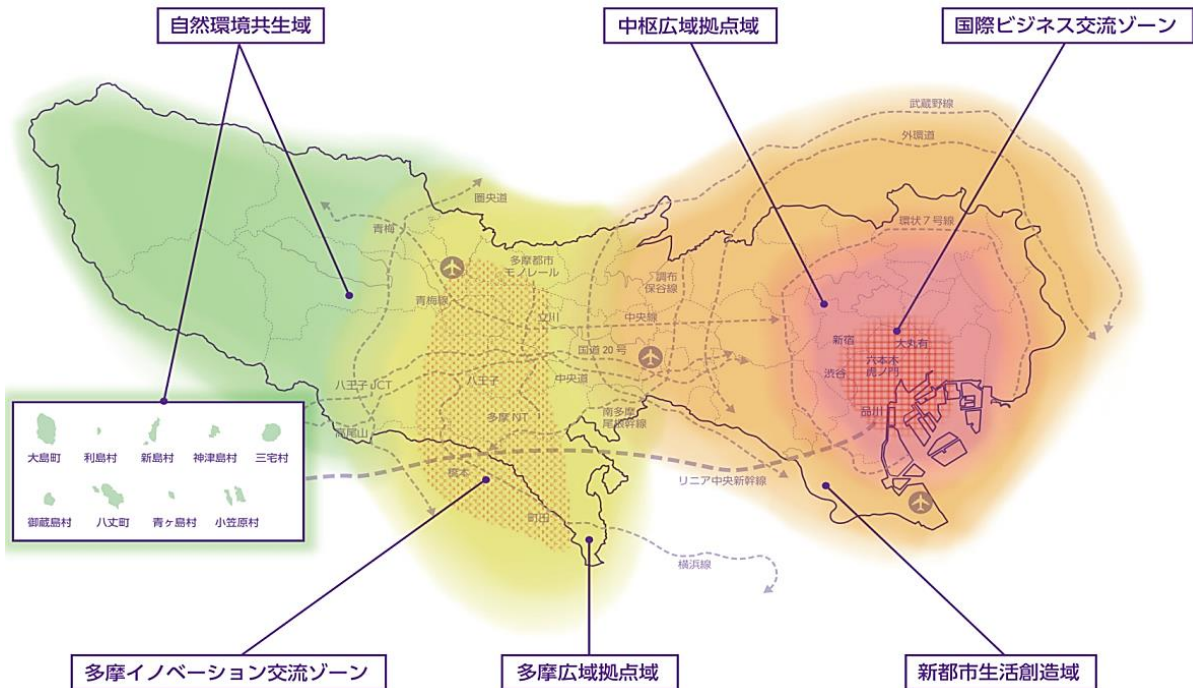 自然環境共生域
中枢広域拠点域
国際ビジネス交流ゾーン
武蔵野線
外環道
圏央道
環状7号線
青梅
多摩都市
モノレール
調布
保谷線
青梅線
立川
中央線
新宿
大丸有
国道20号
六本木
虎ノ門
渋谷
八王子JCT
八王子
中央道
品川
多摩NT
南多摩
尾根幹線
高尾山
橋本
リニア中央新幹線
町田
横浜線
大島町
利島村
新島村
神津島村
三宅村
御蔵島村
八丈町
青ヶ島村
小笠原村
多摩イノベーション交流ゾーン
多摩広域拠点域
新都市生活創造域